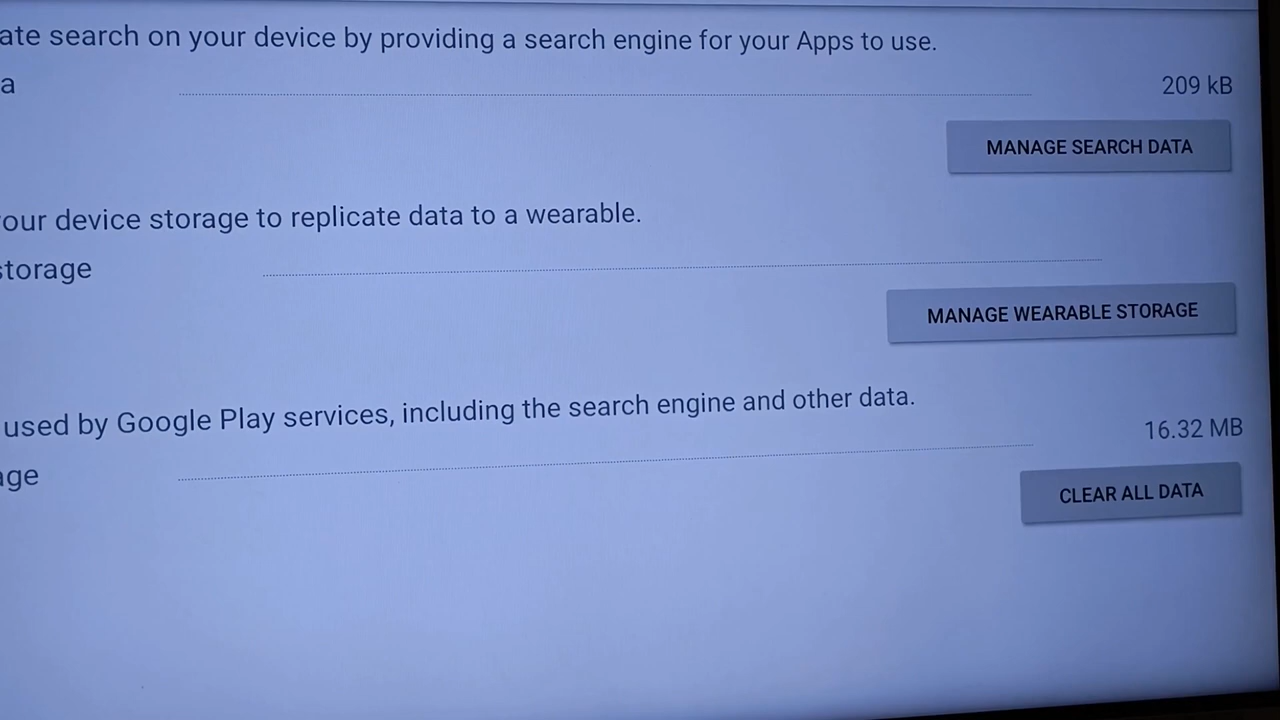 ate search on your device by providing a search engine for your Apps to use.
a 209 kB
MANAGE SEARCH DATA
our device storage to replicate data to a wearable.
storage
MANAGE WEARABLE STORAGE
used by Google Play services, including the search engine and other data.
age 16.32 MB
CLEAR ALL DATA